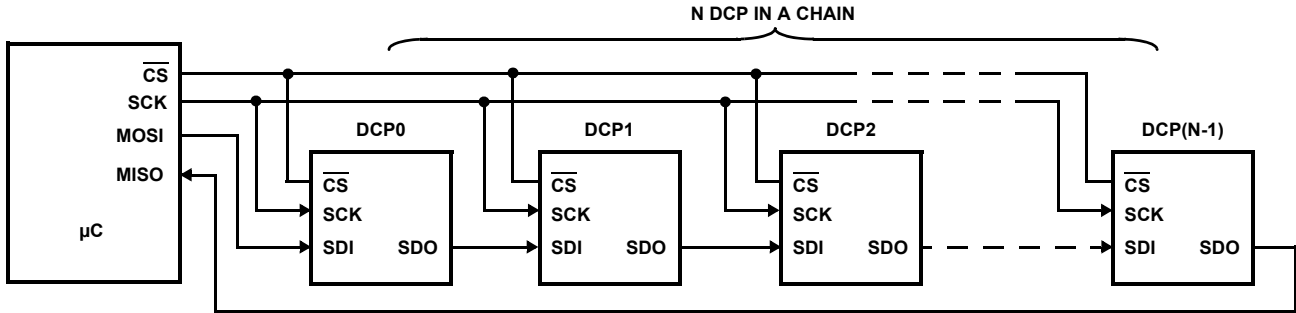 N DCP IN A CHAIN
CS
SCK
MOSI
MISO
µC
DCP0
DCP1
DCP2
DCP(N-1)
CS
SCK
SDI SDO
CS
SCK
SDI SDO
CS
SCK
SDI SDO
CS
SCK
SDI SDO